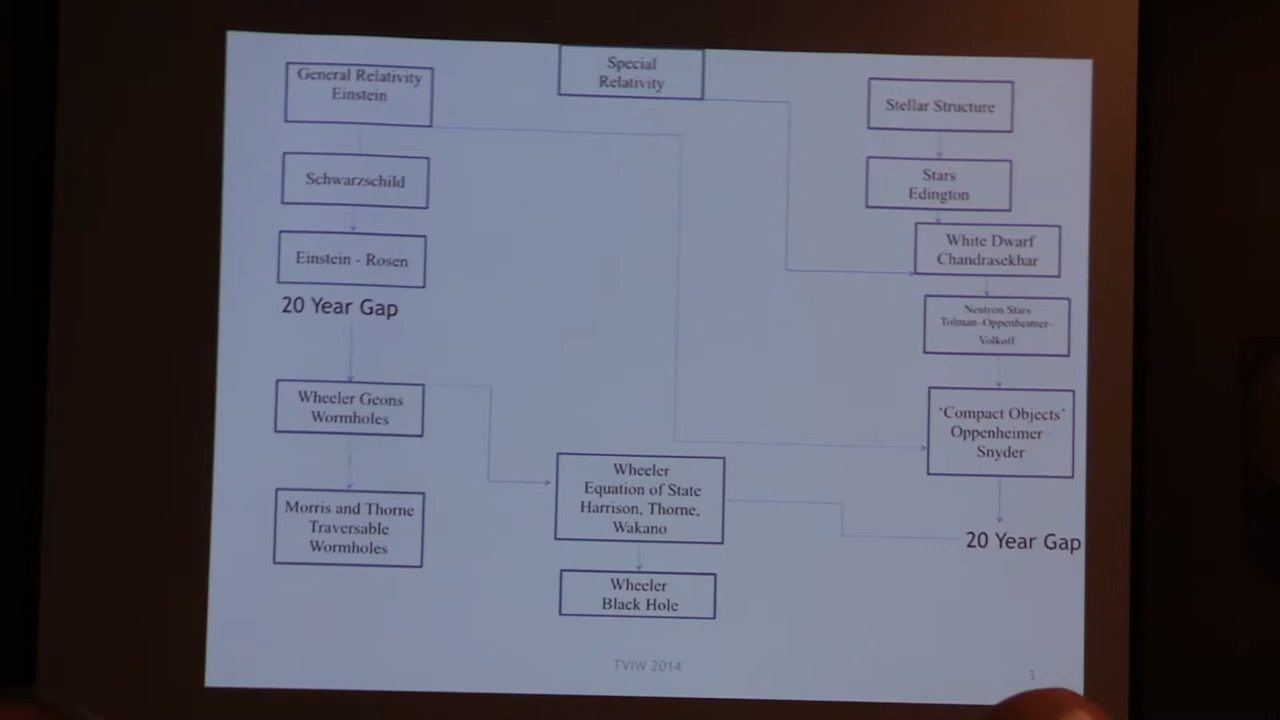 General Relativity
Einstein
Special
Relativity
Stellar Structure
Schwarzschild
Stars
Edington
Einstein - Rosen
White Dwarf
Chandrasekhar
20 Year Gap
Neutron Stars
Tolman–Oppenheimer–
Volkoff
Wheeler Geons
Wormholes
'Compact Objects'
Oppenheimer–
Snyder
Wheeler
Equation of State
Harrison, Thorne,
Wakano
Morris and Thorne
Traversable
Wormholes
20 Year Gap
Wheeler
Black Hole
TVIW 2014
3